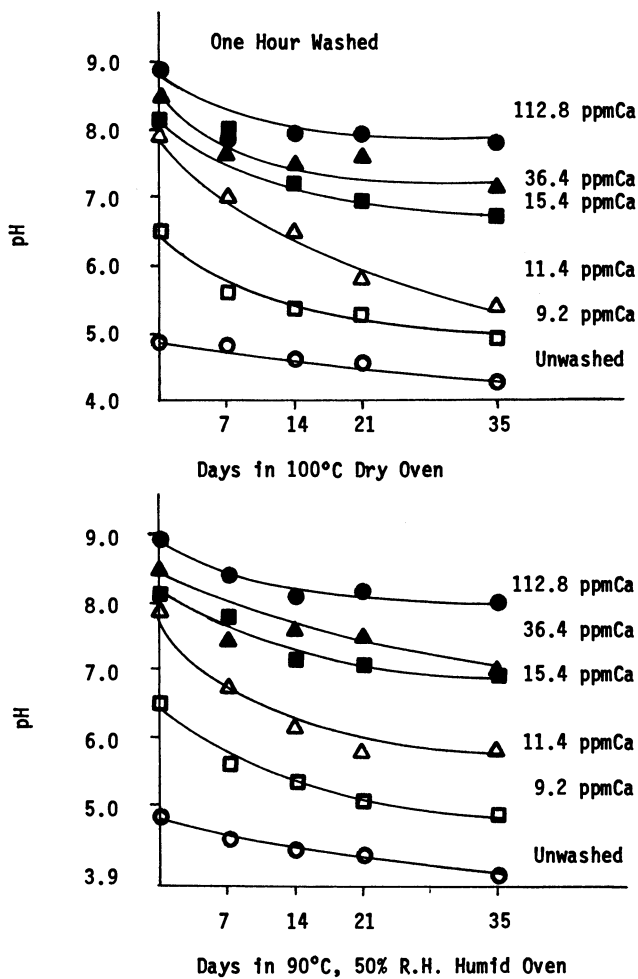 One Hour Washed
9.0
112.8 ppmCa
8.0
36.4 ppmCa
15.4 ppmCa
7.0
pH
11.4 ppmCa
6.0
9.2 ppmCa
5.0
Unwashed
4.0
7 14 21 35
Days in 100°C Dry Oven
9.0
112.8 ppmCa
8.0
36.4 ppmCa
15.4 ppmCa
7.0
pH
6.0
11.4 ppmCa
9.2 ppmCa
5.0
Unwashed
3.9
7 14 21 35
Days in 90°C, 50% R.H. Humid Oven